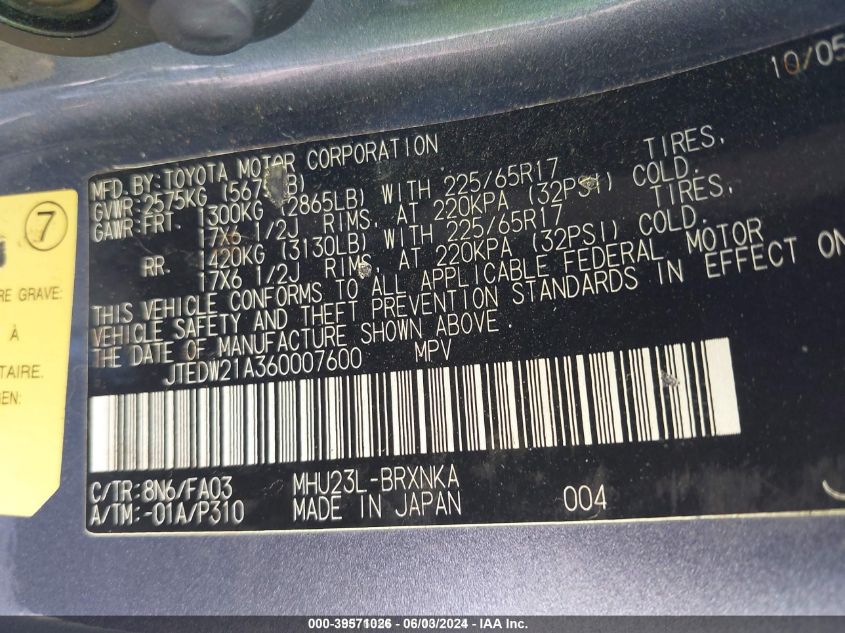 10/05
MFD.BY:TOYOTA MOTOR CORPORATION
GVWR:2575KG (567
GAWR:FRT. 1300KG (2865LB) WITH 225/65R17 TIRES,
17X6 1/2J RIMS, AT 220KPA (32PSI) COLD.
RR. 1420KG (3130LB) WITH 225/65R17 TIRES,
17X6 1/2J RIMS, AT 220KPA (32PSI) COLD.
THIS VEHICLE CONFORMS TO ALL APPLICABLE FEDERAL MOTOR
VEHICLE SAFETY AND THEFT PREVENTION STANDARDS IN EFFECT ON
THE DATE OF MANUFACTURE SHOWN ABOVE.
JTEDW21A360007600 MPV
C/TR:8N6/FA03 MHU23L-BRXNKA
A/TM:-01A/P310 MADE IN JAPAN 004
7
RE GRAVE:
À
TAIRE.
EN:
000-39571026 - 06/03/2024 - IAA Inc.